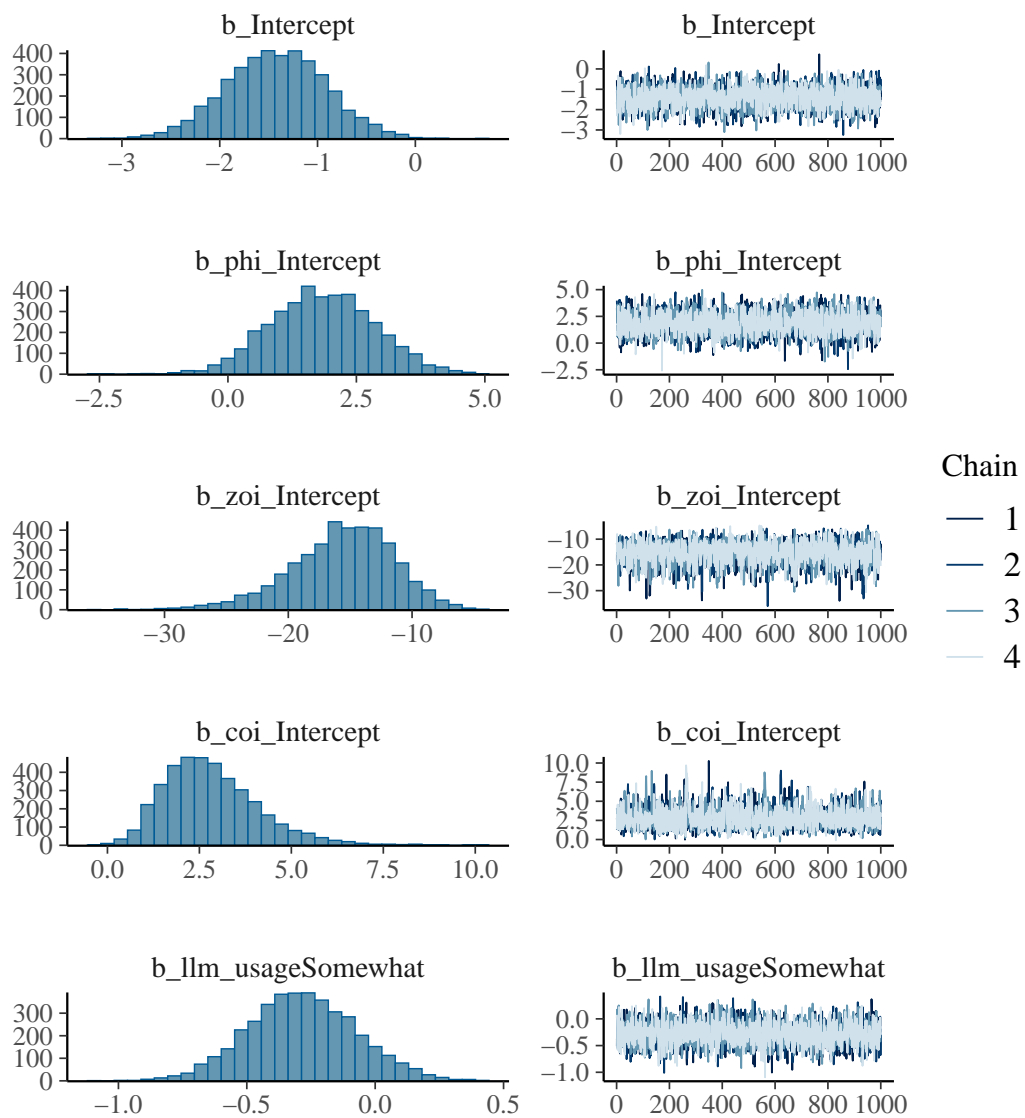 b_Intercept
400
300
200
100
0
−3 −2 −1 0
b_Intercept
0
−1
−2
−3
0 200 400 600 800 1000
b_phi_Intercept
400
300
200
100
0
−2.5 0.0 2.5 5.0
b_phi_Intercept
5.0
2.5
0.0
−2.5
0 200 400 600 800 1000
b_zoi_Intercept
400
300
200
100
0
−30 −20 −10
b_zoi_Intercept
−10
−20
−30
0 200 400 600 800 1000
b_coi_Intercept
400
300
200
100
0
0.0 2.5 5.0 7.5 10.0
b_coi_Intercept
10.0
7.5
5.0
2.5
0.0
0 200 400 600 800 1000
b_llm_usageSomewhat
300
200
100
0
−1.0 −0.5 0.0 0.5
b_llm_usageSomewhat
0.0
−0.5
−1.0
0 200 400 600 800 1000
Chain
1
2
3
4